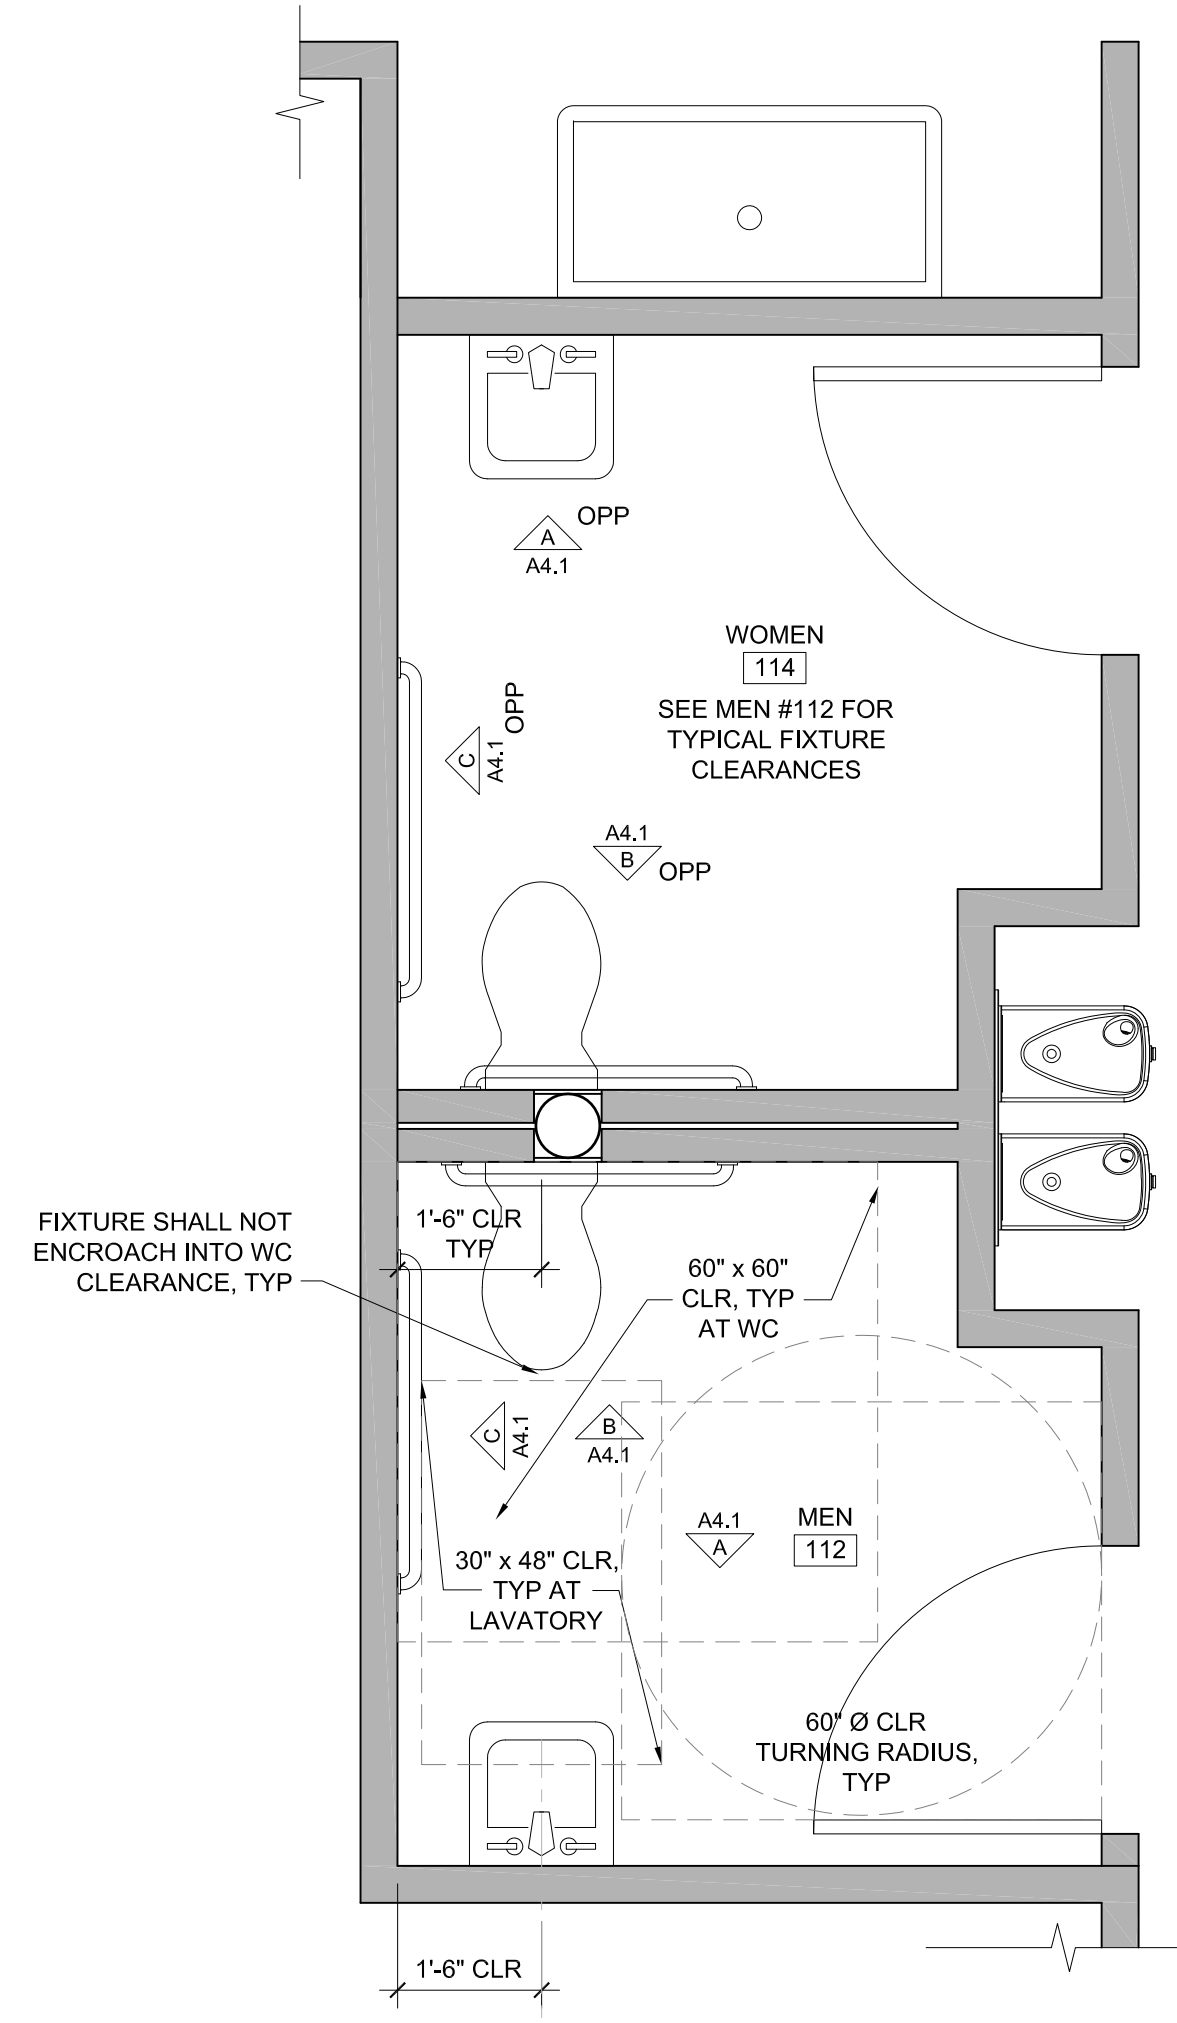 OPP
A
A4.1
WOMEN
114
SEE MEN #112 FOR
TYPICAL FIXTURE
CLEARANCES
OPP
C
A4.1
A4.1
B
OPP
FIXTURE SHALL NOT
ENCROACH INTO WC
CLEARANCE, TYP
1'-6" CLR
TYP
60" x 60"
CLR, TYP
AT WC
C
A4.1
B
A4.1
A4.1
A
MEN
112
30" x 48" CLR,
TYP AT
LAVATORY
60" Ø CLR
TURNING RADIUS,
TYP
1'-6" CLR